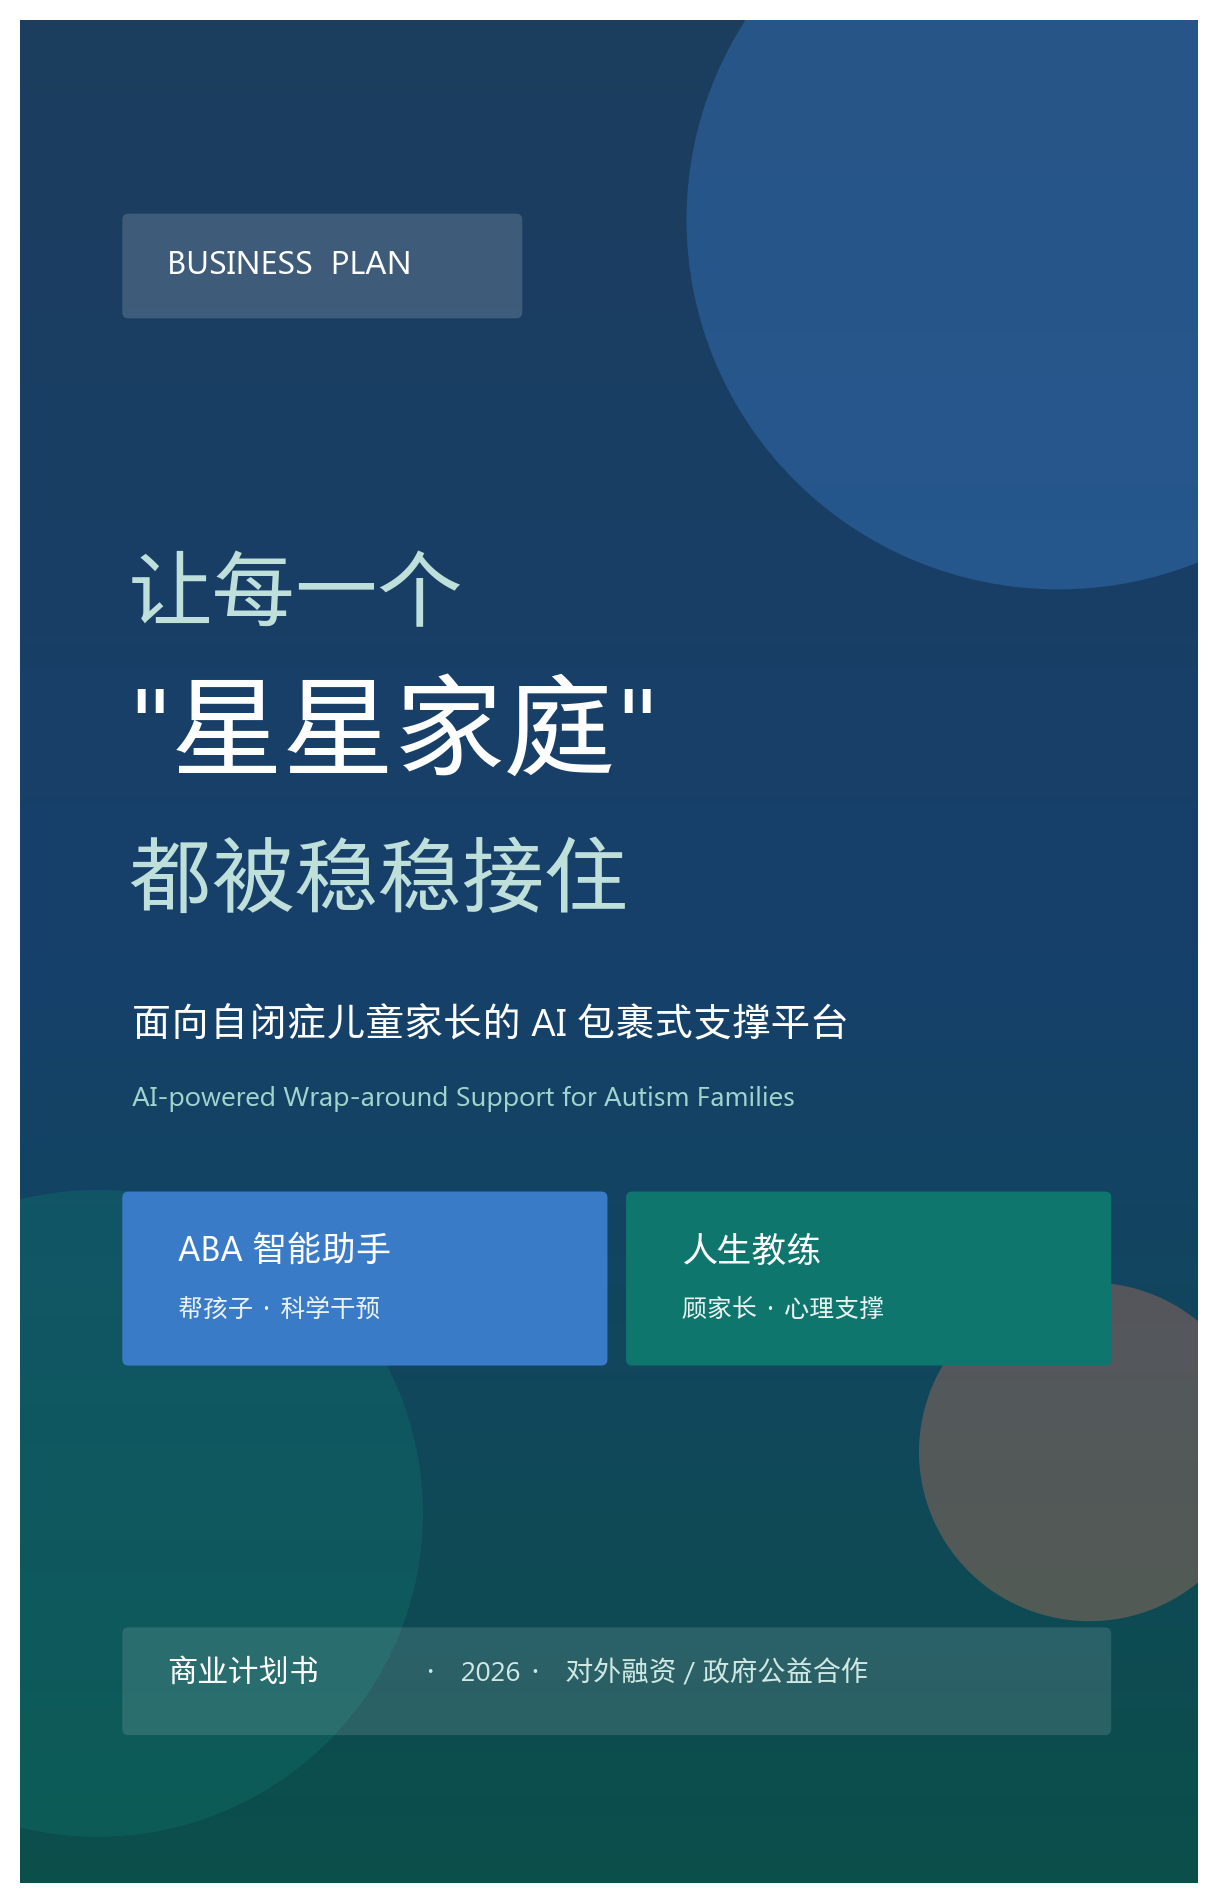 BUSINESS PLAN
让每一个
"星星家庭"
都被稳稳接住
面向自闭症儿童家长的 AI 包裹式支撑平台
AI-powered Wrap-around Support for Autism Families
ABA 智能助手
帮孩子 · 科学干预
人生教练
顾家长 · 心理支撑
商业计划书 · 2026 · 对外融资 / 政府公益合作